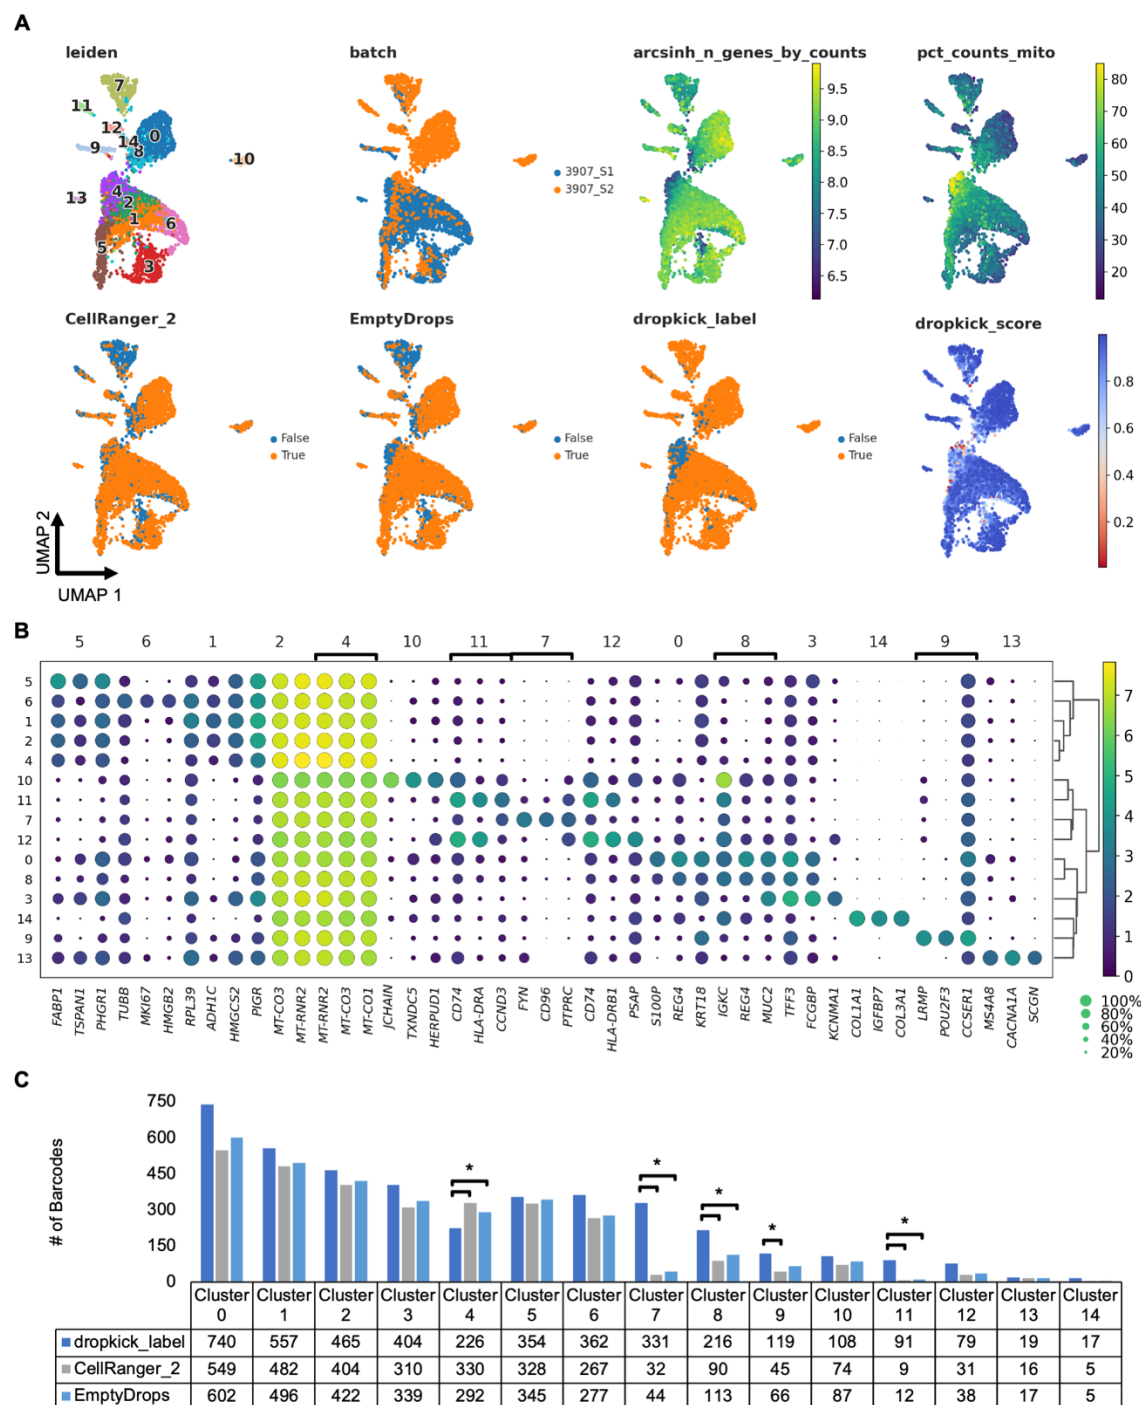 A
leiden
batch
arcsinh_n_genes_by_counts
pct_counts_mito
7
11
12
0
14
8
9
10
13
4
2
1
6
5
3
3907_S1
3907_S2
9.5
9.0
8.5
8.0
7.5
7.0
6.5
80
70
60
50
40
30
20
CellRanger_2
EmptyDrops
dropkick_label
dropkick_score
False
True
False
True
False
True
0.8
0.6
0.4
0.2
UMAP 2
UMAP 1
B
5 6 1 2 4 10 11 7 12 0 8 3 14 9 13
5
6
1
2
4
10
11
7
12
0
8
3
14
9
13
7
6
5
4
3
2
1
0
100%
80%
60%
40%
20%
FABP1 TSPAN1 PHGR1 TUBB MKI67 HMGB2 RPL39 ADH1C HMGCS2 PIGR MT-CO3 MT-RNR2 MT-RNR2 MT-CO3 MT-CO1 JCHAIN TXNDC5 HERPUD1 CD74 HLA-DRA CCND3 FYN CD96 PTPRC CD74 HLA-DRB1 PSAP S100P REG4 KRT18 IGKC REG4 MUC2 TFF3 FCGBP KCNMA1 COL1A1 IGFBP7 COL3A1 LRMP POU2F3 CCSER1 MS4A8 CACNA1A SCGN
C
# of Barcodes
750
600
450
300
150
0
* * * * *
Cluster 0 Cluster 1 Cluster 2 Cluster 3 Cluster 4 Cluster 5 Cluster 6 Cluster 7 Cluster 8 Cluster 9 Cluster 10 Cluster 11 Cluster 12 Cluster 13 Cluster 14
dropkick_label 740 557 465 404 226 354 362 331 216 119 108 91 79 19 17
CellRanger_2 549 482 404 310 330 328 267 32 90 45 74 9 31 16 5
EmptyDrops 602 496 422 339 292 345 277 44 113 66 87 12 38 17 5